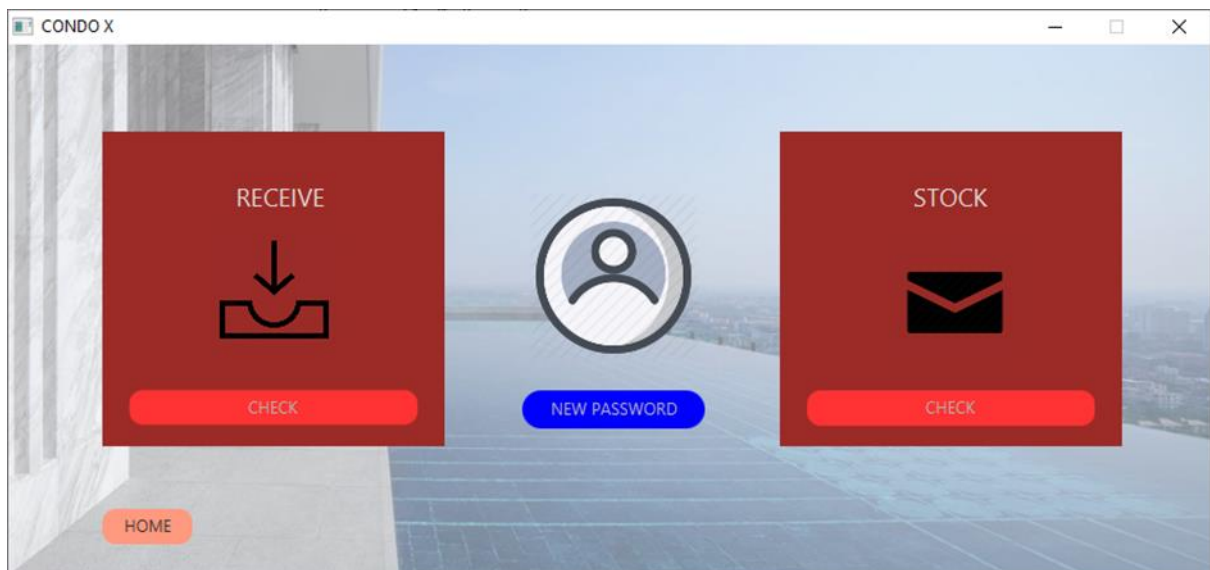 CONDO X
RECEIVE
STOCK
CHECK
NEW PASSWORD
CHECK
HOME